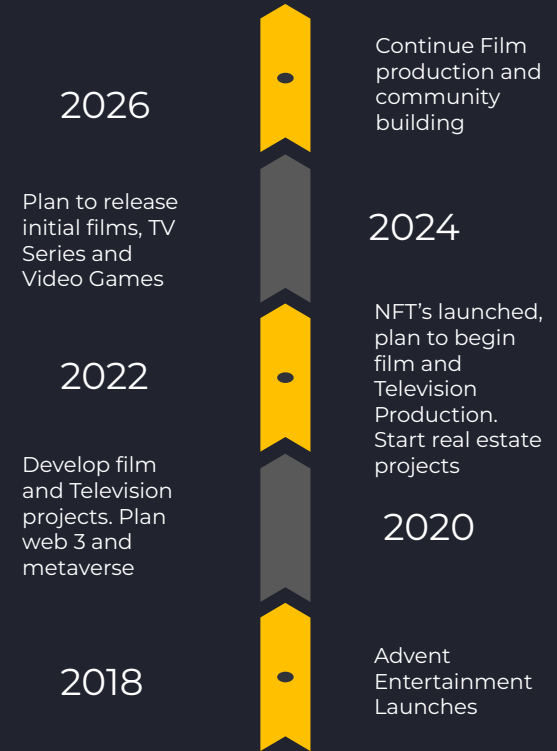 2026
Continue Film
production and
community
building
Plan to release
initial films, TV
Series and
Video Games
2024
NFT's launched,
plan to begin
film and
Television
Production.
Start real estate
projects
2022
Develop film
and Television
projects. Plan
web 3 and
metaverse
2020
2018
Advent
Entertainment
Launches